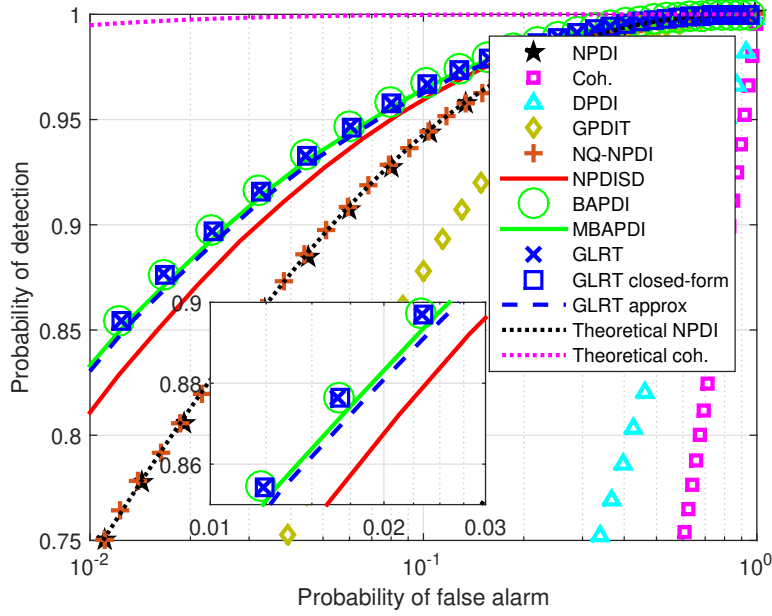 1
0.95
0.9
0.85
0.8
0.75
Probability of detection
10^-2
10^-1
10^0
Probability of false alarm
NPDI
Coh.
DPDI
GPDIT
NQ-NPDI
NPDISD
BAPDI
MBAPDI
GLRT
GLRT closed-form
GLRT approx
Theoretical NPDI
Theoretical coh.
0.9
0.88
0.86
0.01
0.02
0.03